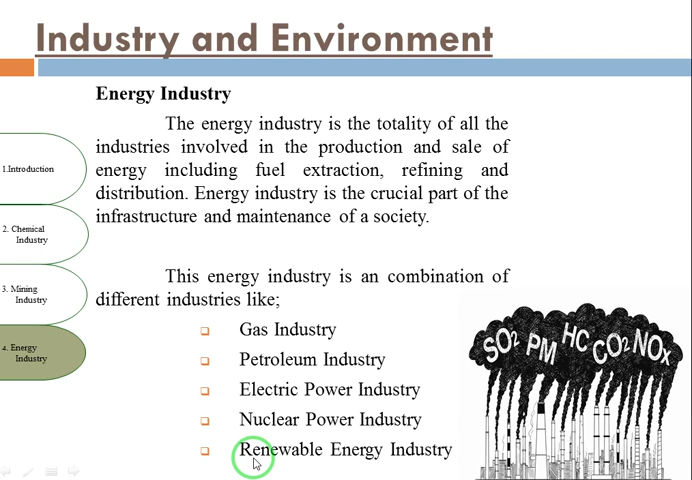 Industry and Environment
Energy Industry
The energy industry is the totality of all the
industries involved in the production and sale of
energy including fuel extraction, refining and
distribution. Energy industry is the crucial part of the
infrastructure and maintenance of a society.
This energy industry is an combination of
different industries like;
Gas Industry
Petroleum Industry
Electric Power Industry
Nuclear Power Industry
Renewable Energy Industry
1.Introduction
2. Chemical
Industry
3. Mining
Industry
4. Energy
Industry
SO2 PM HC CO2 NOx